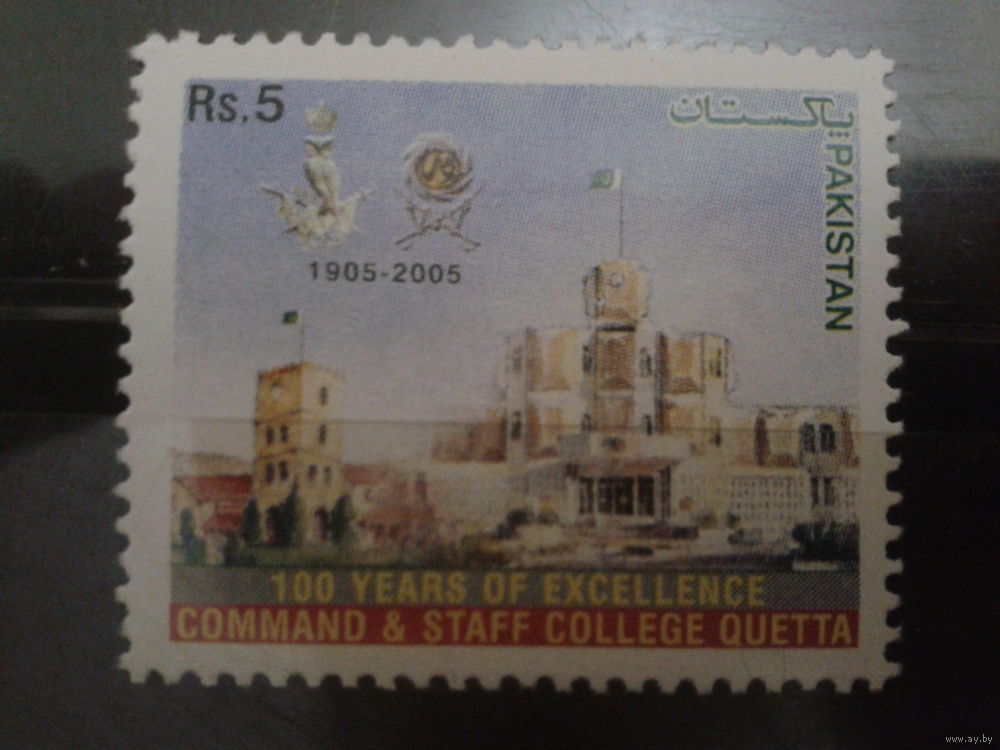 Rs.5
پاکستان
PAKISTAN
1905-2005
100 YEARS OF EXCELLENCE
COMMAND & STAFF COLLEGE QUETTA
www.ay.by